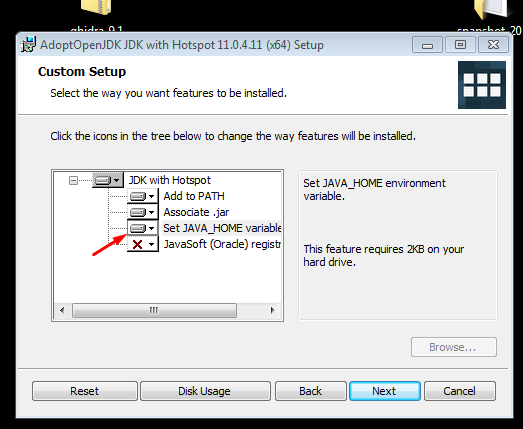 ghidra_9.1
AdoptOpenJDK JDK with Hotspot 11.0.4.11 (x64) Setup
Custom Setup
Select the way you want features to be installed.
Click the icons in the tree below to change the way features will be installed.
JDK with Hotspot
Add to PATH
Associate .jar
Set JAVA_HOME variable
JavaSoft (Oracle) registr
Set JAVA_HOME environment
variable.
This feature requires 2KB on your
hard drive.
Browse...
Reset
Disk Usage
Back
Next
Cancel